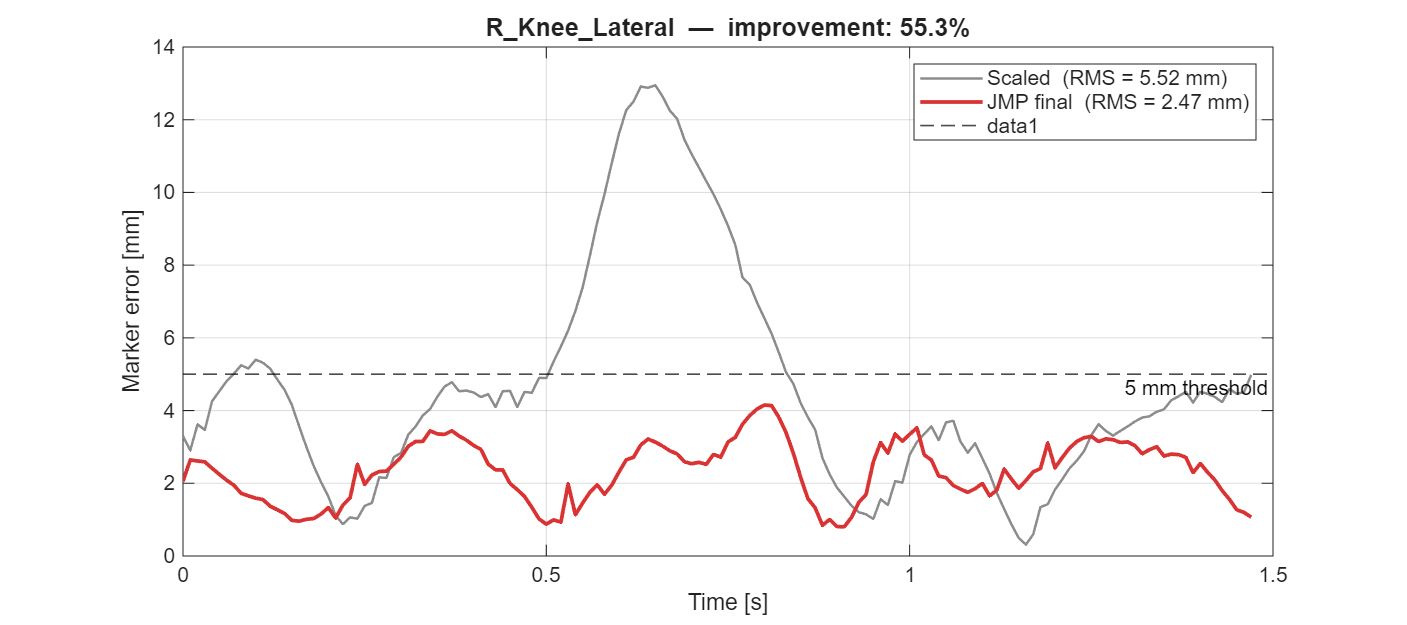 R_Knee_Lateral — improvement: 55.3%
14
12
10
8
6
4
2
0
Marker error [mm]
Scaled (RMS = 5.52 mm)
JMP final (RMS = 2.47 mm)
data1
5 mm threshold
0 0.5 1 1.5
Time [s]